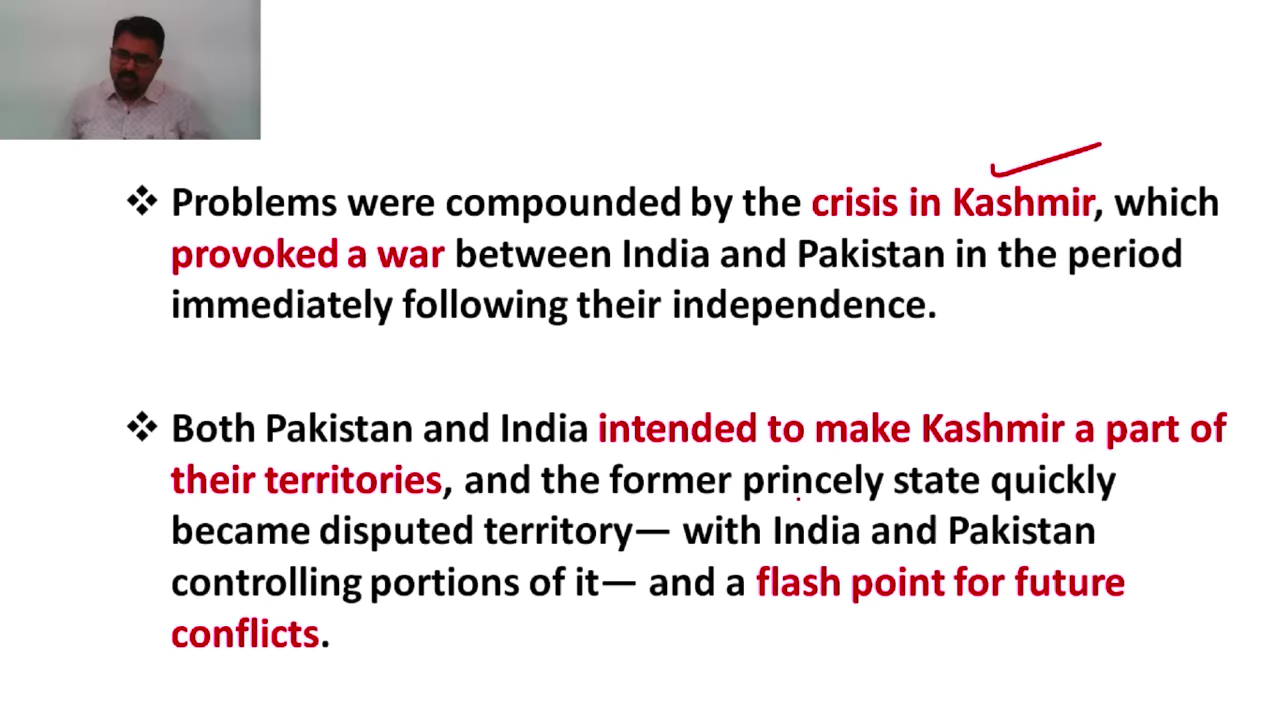 ❖ Problems were compounded by the crisis in Kashmir, which
provoked a war between India and Pakistan in the period
immediately following their independence.
❖ Both Pakistan and India intended to make Kashmir a part of
their territories, and the former princely state quickly
became disputed territory— with India and Pakistan
controlling portions of it— and a flash point for future
conflicts.